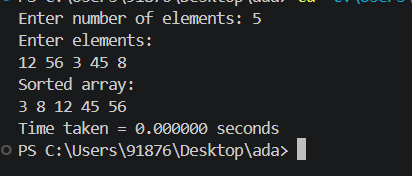 Enter number of elements: 5
Enter elements:
12 56 3 45 8
Sorted array:
3 8 12 45 56
Time taken = 0.000000 seconds
PS C:\Users\91876\Desktop\ada>